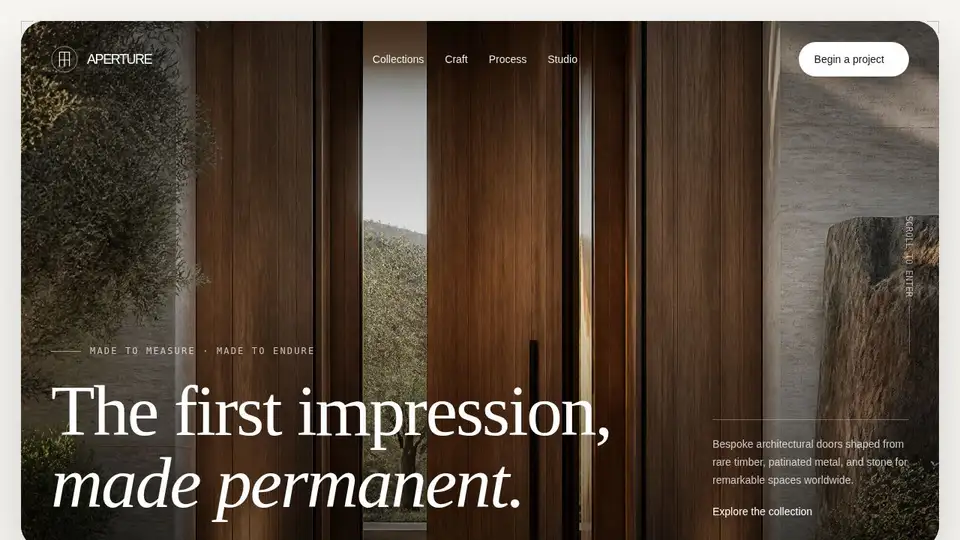 APERTURE
Collections
Craft
Process
Studio
Begin a project
SCROLL TO ENTER
MADE TO MEASURE · MADE TO ENDURE
The first impression,
made permanent.
Bespoke architectural doors shaped from
rare timber, patinated metal, and stone for
remarkable spaces worldwide.
Explore the collection